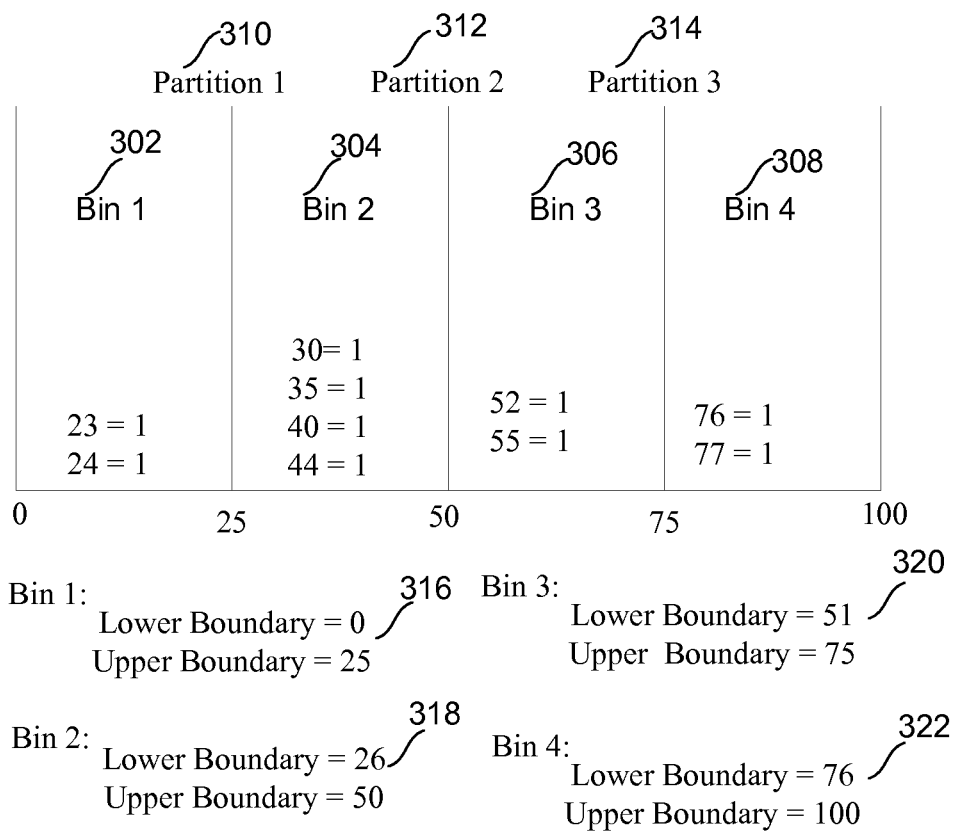 310
312
314
Partition 1
Partition 2
Partition 3
302
304
306
308
Bin 1
Bin 2
Bin 3
Bin 4
23 = 1
24 = 1
30= 1
35 = 1
40 = 1
44 = 1
52 = 1
55 = 1
76 = 1
77 = 1
0
25
50
75
100
Bin 1:
316
Lower Boundary = 0
Upper Boundary = 25
Bin 3:
320
Lower Boundary = 51
Upper Boundary = 75
Bin 2:
318
Lower Boundary = 26
Upper Boundary = 50
Bin 4:
322
Lower Boundary = 76
Upper Boundary = 100